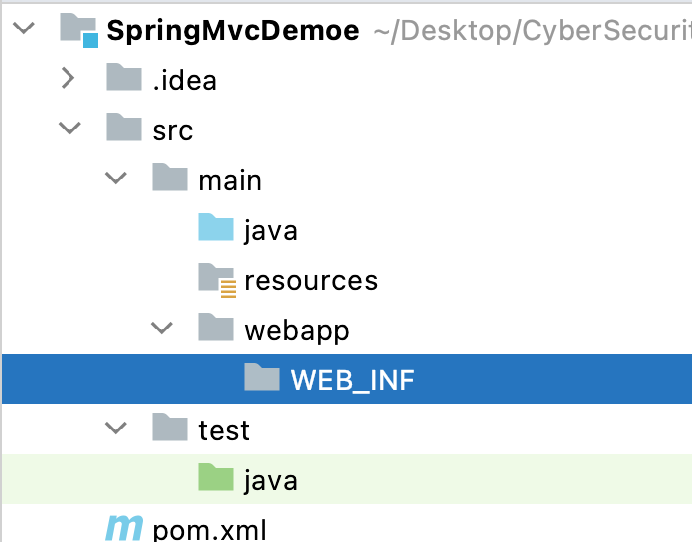 SpringMvcDemoe ~/Desktop/CyberSecurit
.idea
src
main
java
resources
webapp
WEB_INF
test
java
m pom.xml